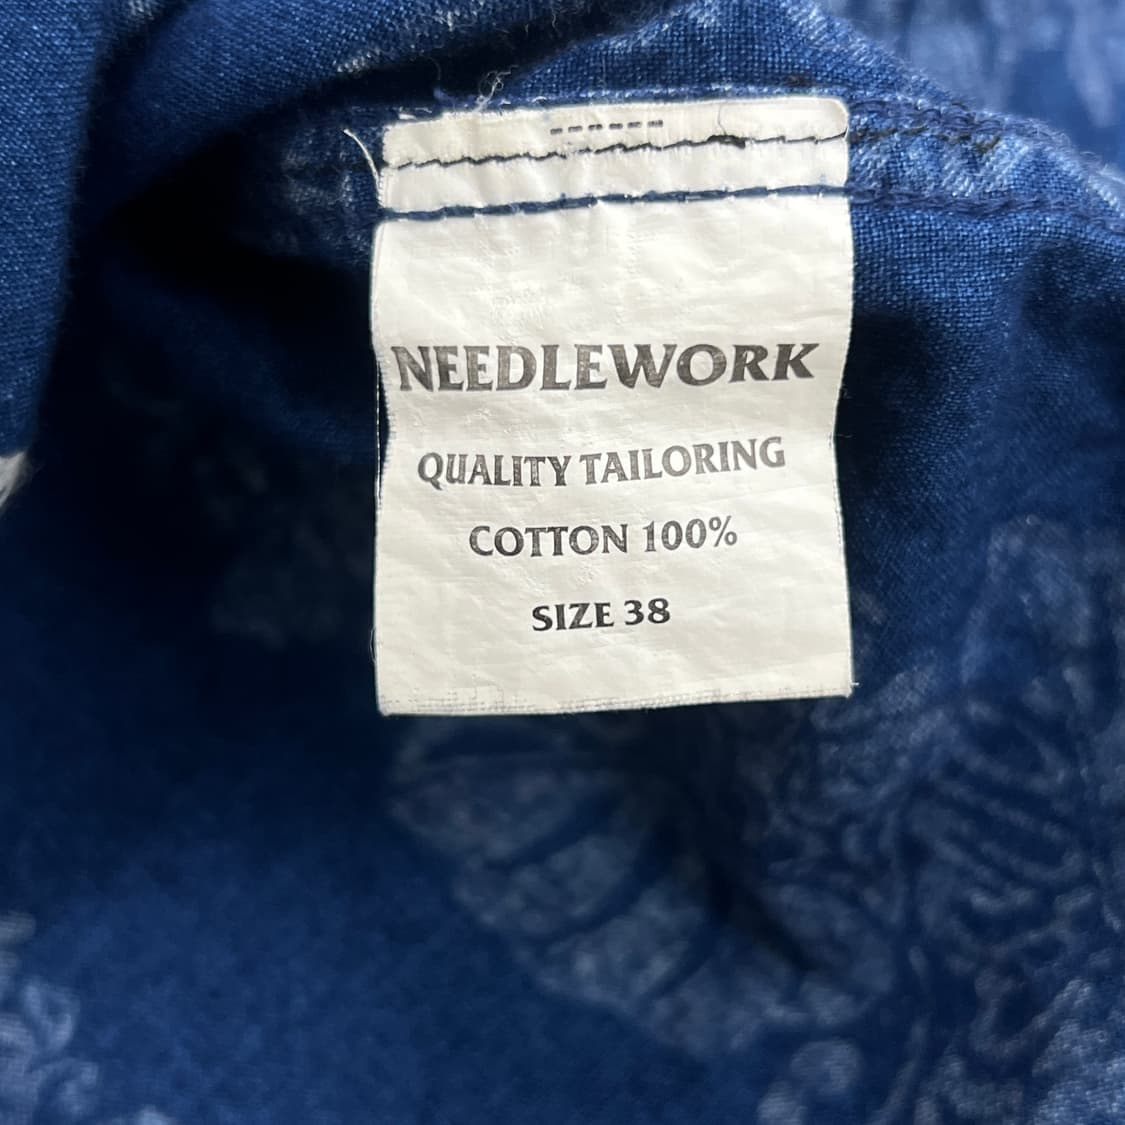 NEEDLEWORK
QUALITY TAILORING
COTTON 100%
SIZE 38